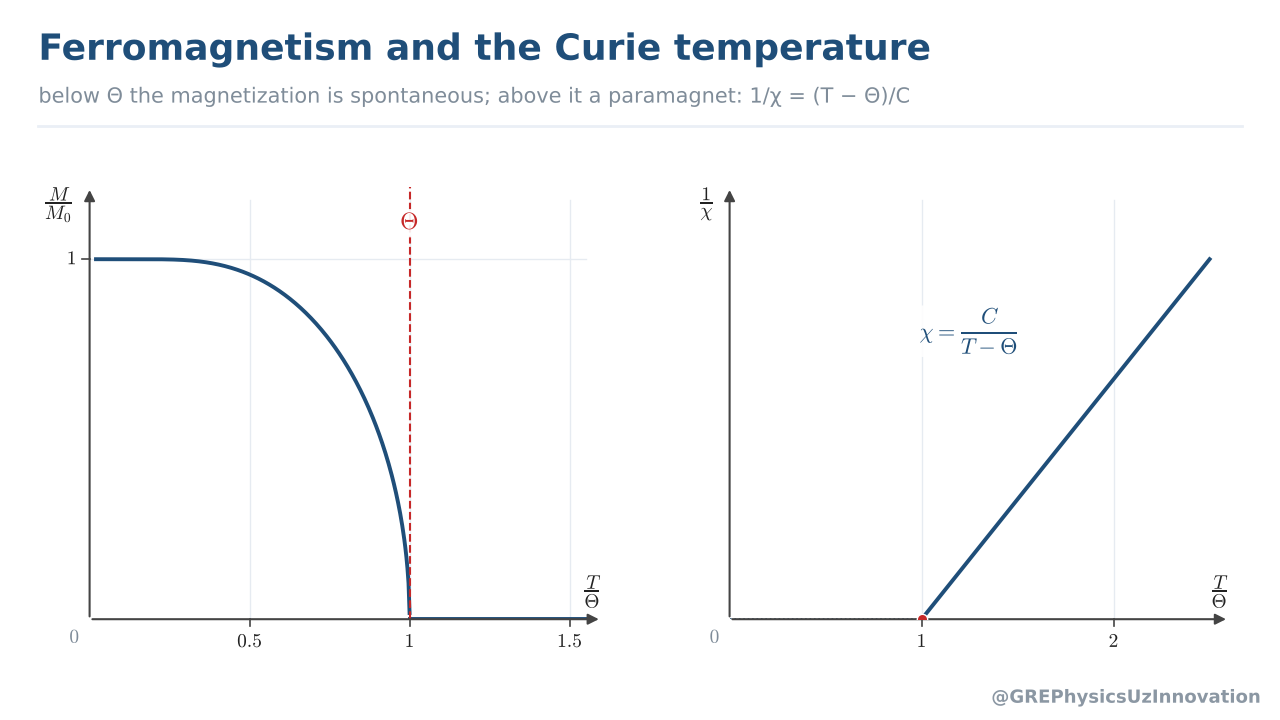 Ferromagnetism and the Curie temperature
below Θ the magnetization is spontaneous; above it a paramagnet: 1/χ = (T − Θ)/C
M/M₀
Θ
1
T/Θ
0
0.5
1
1.5
1/χ
χ = C/(T − Θ)
T/Θ
0
1
2
@GREPhysicsUzInnovation